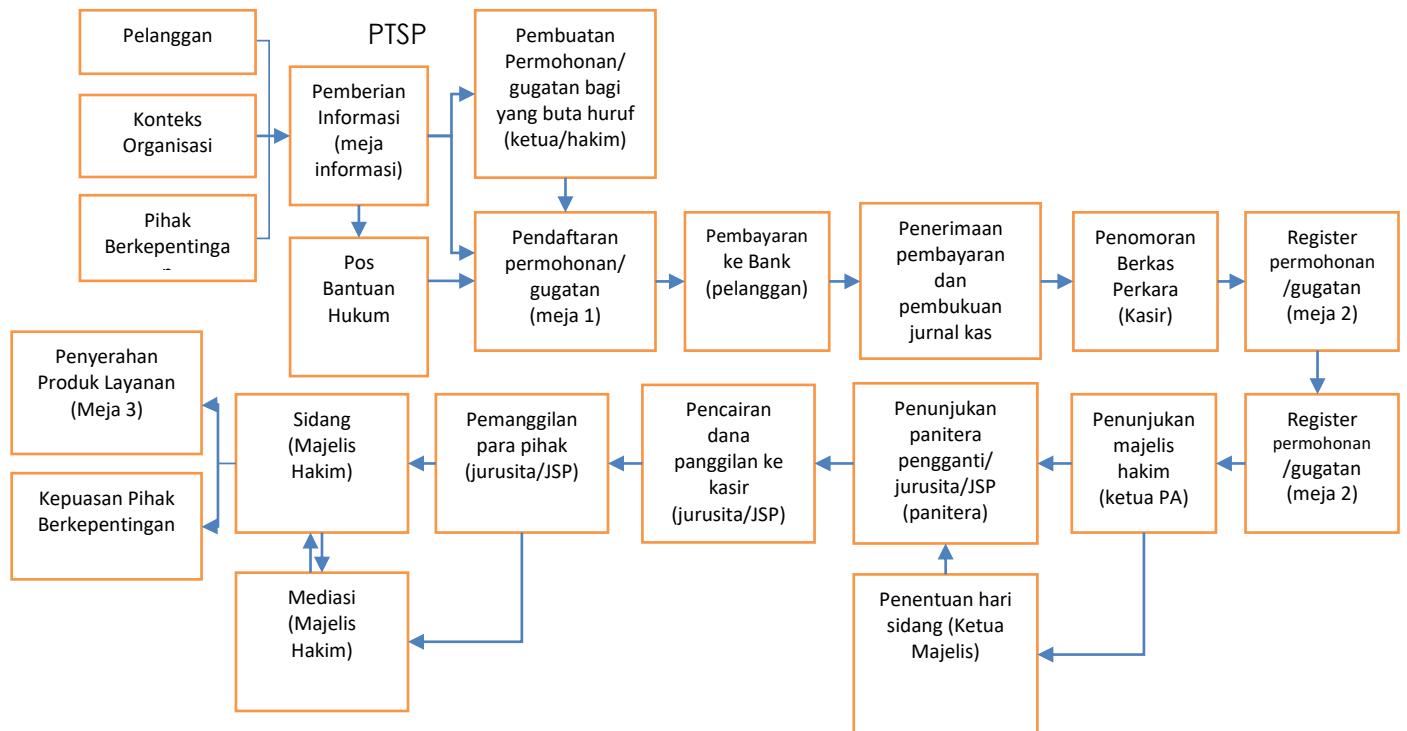 Pelanggan
PTSP
Pembuatan
Permohonan/
gugatan bagi
yang buta huruf
(ketua/hakim)
Pemberian
Informasi
(meja
informasi)
Konteks
Organisasi
Pihak
Berkepentinga
Pos
Bantuan
Hukum
Pendaftaran
permohonan/
gugatan
(meja 1)
Pembayaran
ke Bank
(pelanggan)
Penerimaan
pembayaran
dan
pembukuan
jurnal kas
Penomoran
Berkas
Perkara
(Kasir)
Register
permohonan
/gugatan
(meja 2)
Penyerahan
Produk Layanan
(Meja 3)
Kepuasan Pihak
Berkepentingan
Sidang
(Majelis
Hakim)
Pemanggilan
para pihak
(jurusita/JSP)
Pencairan
dana
panggilan ke
kasir
(jurusita/JSP)
Penunjukan
panitera
pengganti/
jurusita/JSP
(panitera)
Penunjukan
majelis
hakim
(ketua PA)
Register
permohonan
/gugatan
(meja 2)
Mediasi
(Majelis
Hakim)
Penentuan hari
sidang (Ketua
Majelis)